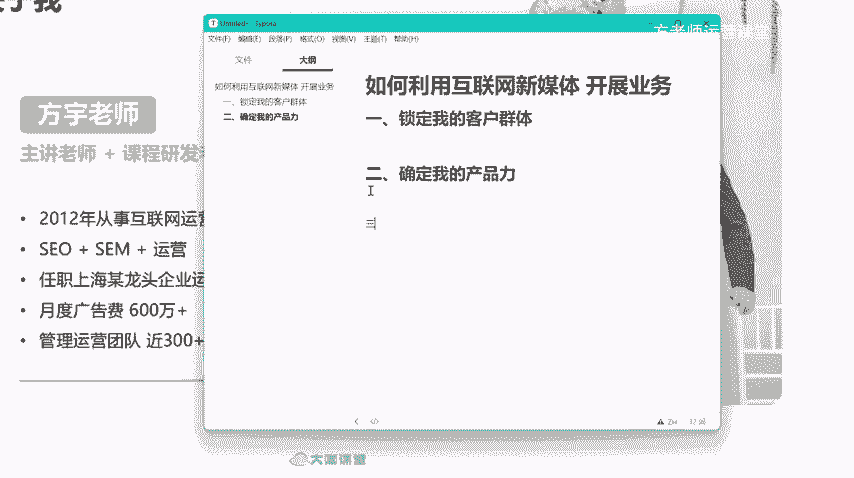 关于我
方老师运营课堂
Untitled - Typora
文件(F) 编辑(E) 段落(P) 格式(O) 视图(V) 主题(T) 帮助(H)
文件 大纲
如何利用互联网新媒体 开展业务
一、锁定我的客户群体
二、确定我的产品力
如何利用互联网新媒体 开展业务
一、锁定我的客户群体
二、确定我的产品力
三
方宇老师
主讲老师 + 课程研发
• 2012年从事互联网运营
• SEO + SEM + 运营
• 任职上海某龙头企业运
• 月度广告费 600万+
• 管理运营团队 近300+
37 词